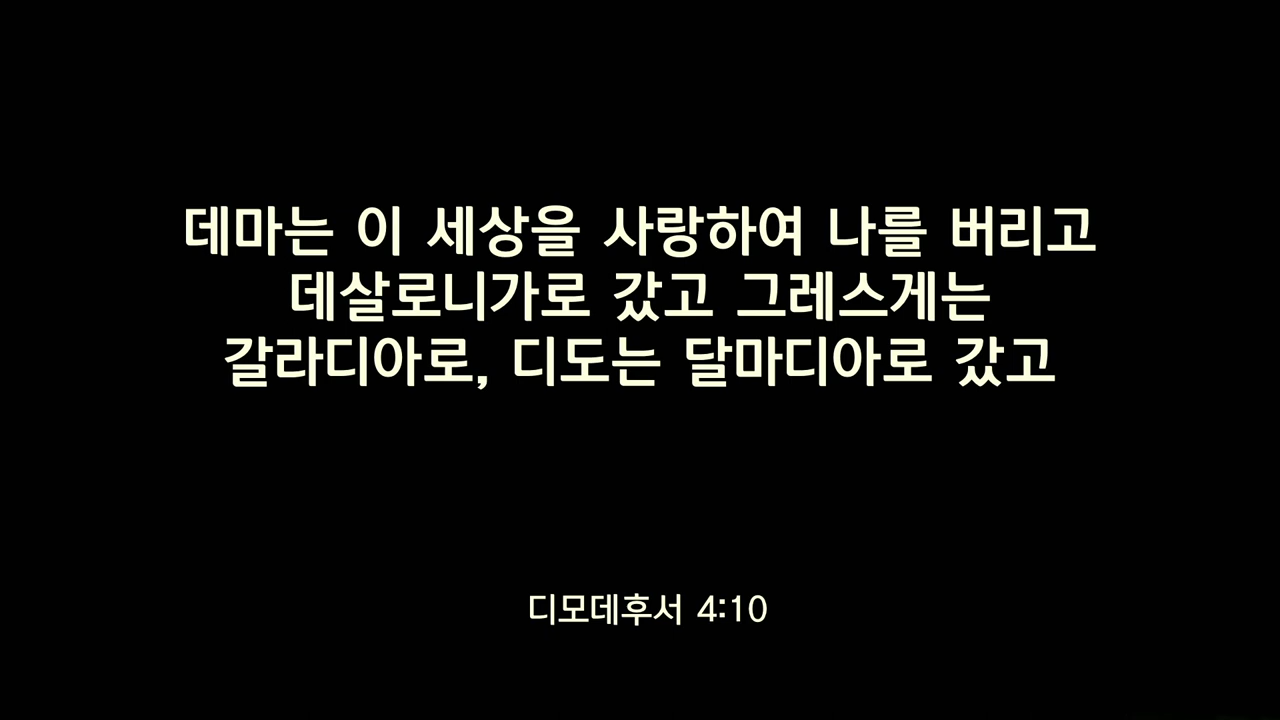 데마는 이 세상을 사랑하여 나를 버리고
데살로니가로 갔고 그레스게는
갈라디아로, 디도는 달마디아로 갔고
디모데후서 4:10